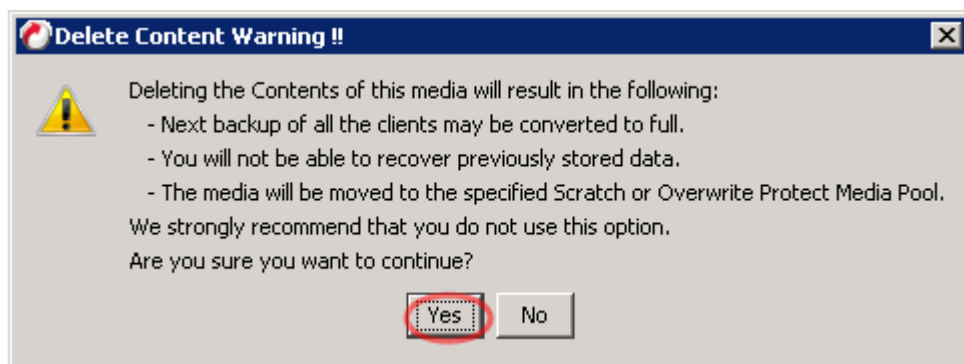 Delete Content Warning !!
Deleting the Contents of this media will result in the following:
- Next backup of all the clients may be converted to full.
- You will not be able to recover previously stored data.
- The media will be moved to the specified Scratch or Overwrite Protect Media Pool.
We strongly recommend that you do not use this option.
Are you sure you want to continue?
Yes No